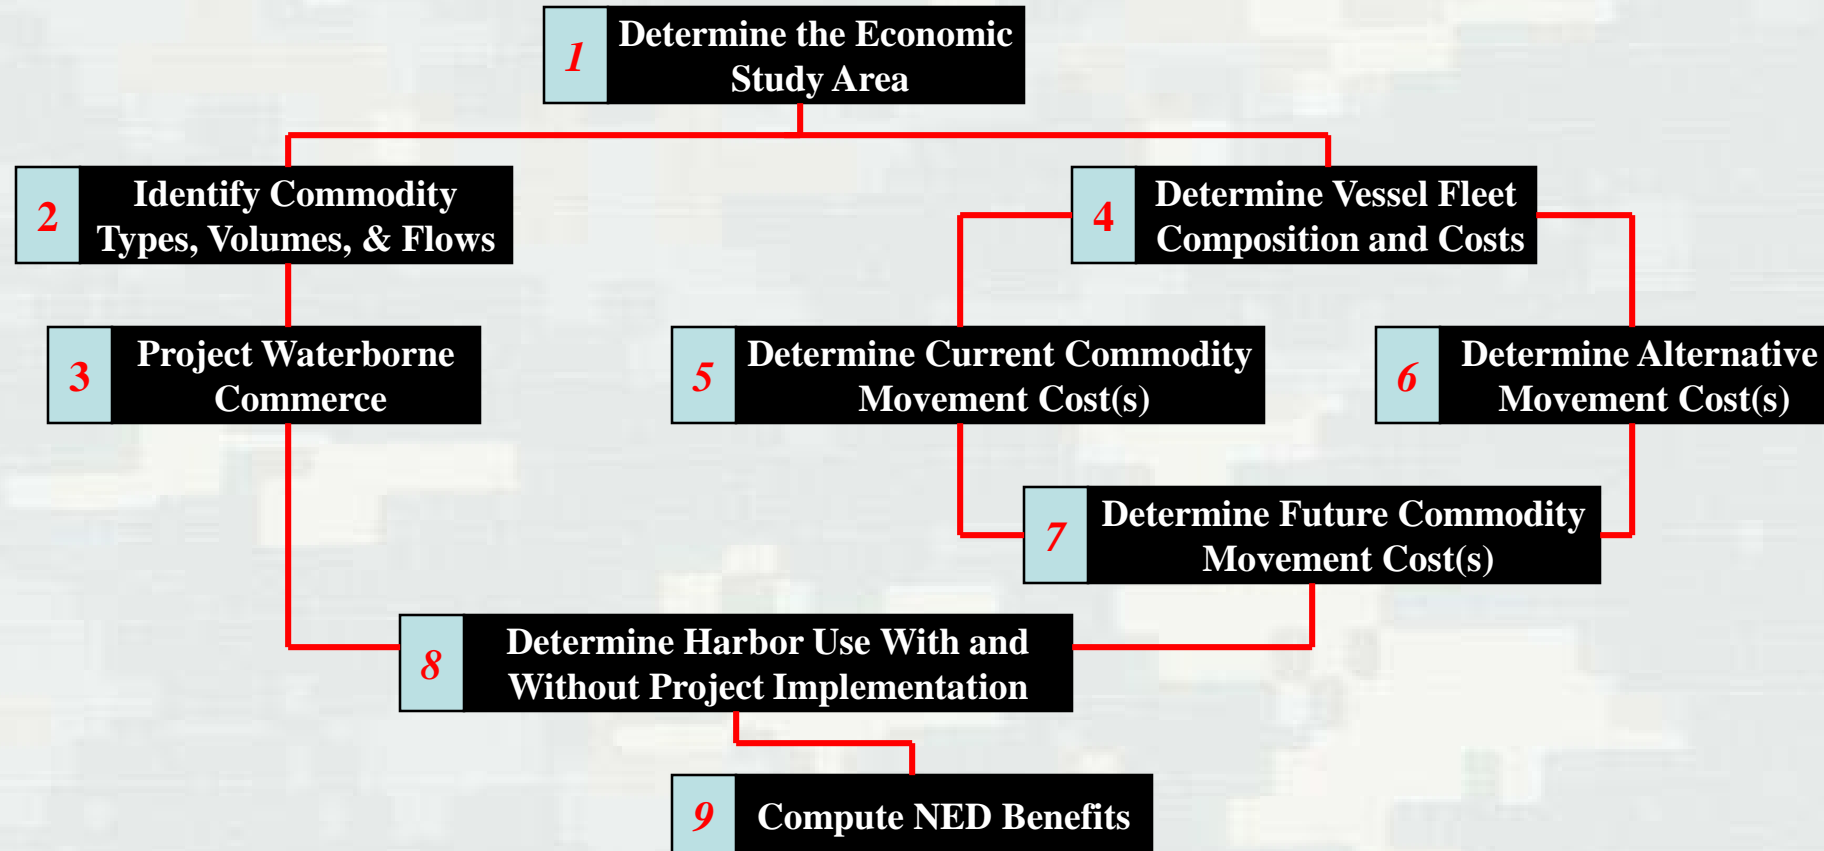 1
Determine the Economic
Study Area
2
Identify Commodity
Types, Volumes, & Flows
4
Determine Vessel Fleet
Composition and Costs
3
Project Waterborne
Commerce
5
Determine Current Commodity
Movement Cost(s)
6
Determine Alternative
Movement Cost(s)
7
Determine Future Commodity
Movement Cost(s)
8
Determine Harbor Use With and
Without Project Implementation
9
Compute NED Benefits